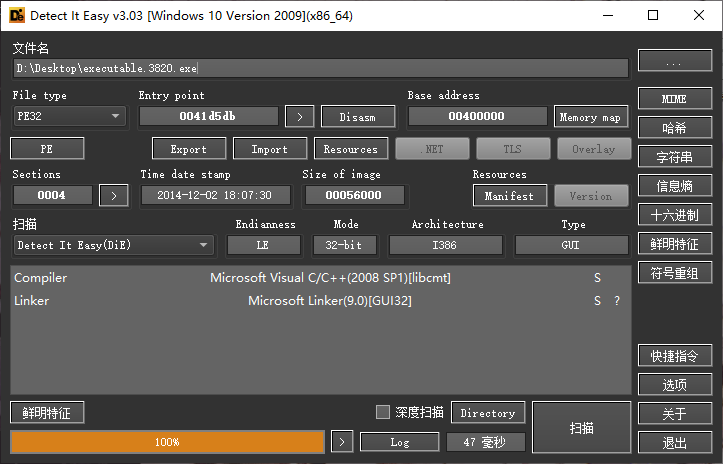 Detect It Easy v3.03 [Windows 10 Version 2009](x86_64)
文件名
D:\Desktop\executable.3820.exe
...
File type
Entry point
Base address
PE32
0041d5db
>
Disasm
00400000
Memory map
MIME
PE
Export
Import
Resources
.NET
TLS
Overlay
哈希
字符串
Sections
Time date stamp
Size of image
Resources
0004
>
2014-12-02 18:07:30
00056000
Manifest
Version
信息熵
十六进制
扫描
Endianness
Mode
Architecture
Type
Detect It Easy(DiE)
LE
32-bit
I386
GUI
鲜明特征
符号重组
Compiler Microsoft Visual C/C++(2008 SP1)[libcmt] S
Linker Microsoft Linker(9.0)[GUI32] S ?
快捷指令
选项
鲜明特征
深度扫描
Directory
扫描
关于
100%
>
Log
47 毫秒
退出